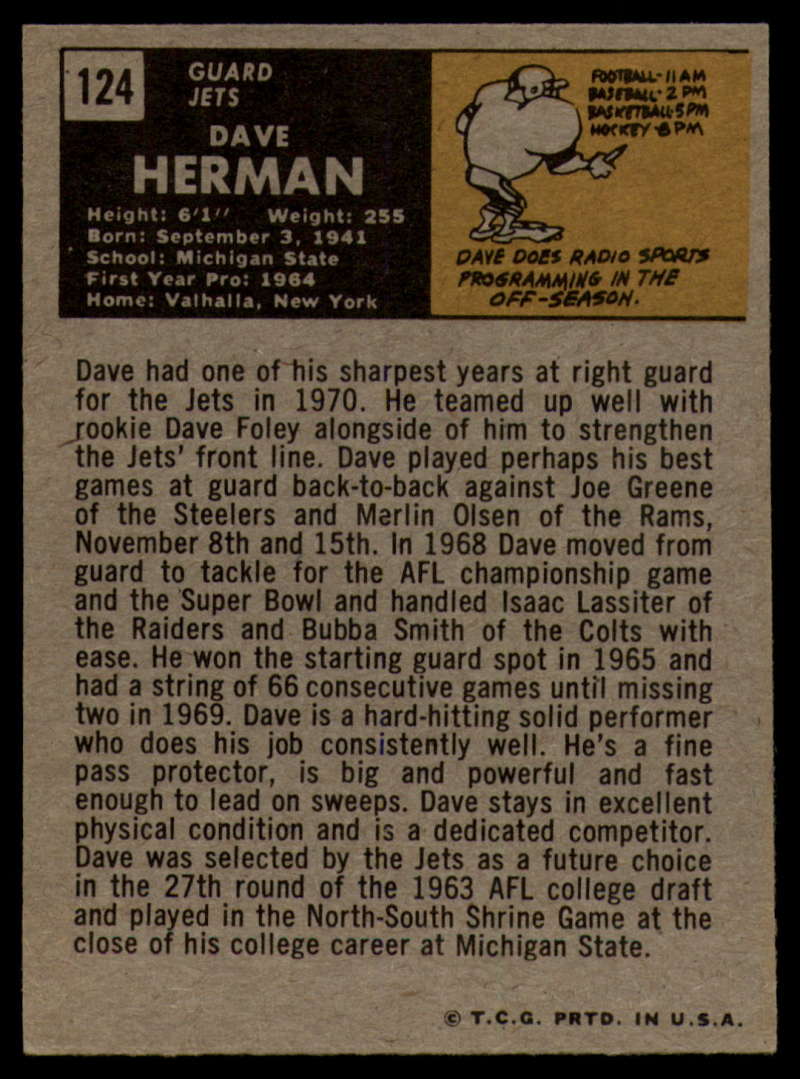 124
GUARD
JETS
DAVE
HERMAN
Height: 6'1" Weight: 255
Born: September 3, 1941
School: Michigan State
First Year Pro: 1964
Home: Valhalla, New York
FOOTBALL-11 AM
BASEBALL-2 PM
BASKETBALL-5 PM
HOCKEY-8 PM
DAVE DOES RADIO SPORTS
PROGRAMMING IN THE
OFF-SEASON.
Dave had one of his sharpest years at right guard
for the Jets in 1970. He teamed up well with
rookie Dave Foley alongside of him to strengthen
the Jets' front line. Dave played perhaps his best
games at guard back-to-back against Joe Greene
of the Steelers and Merlin Olsen of the Rams,
November 8th and 15th. In 1968 Dave moved from
guard to tackle for the AFL championship game
and the Super Bowl and handled Isaac Lassiter of
the Raiders and Bubba Smith of the Colts with
ease. He won the starting guard spot in 1965 and
had a string of 66 consecutive games until missing
two in 1969. Dave is a hard-hitting solid performer
who does his job consistently well. He's a fine
pass protector, is big and powerful and fast
enough to lead on sweeps. Dave stays in excellent
physical condition and is a dedicated competitor.
Dave was selected by the Jets as a future choice
in the 27th round of the 1963 AFL college draft
and played in the North-South Shrine Game at the
close of his college career at Michigan State.
© T.C.G. PRTD. IN U.S.A.